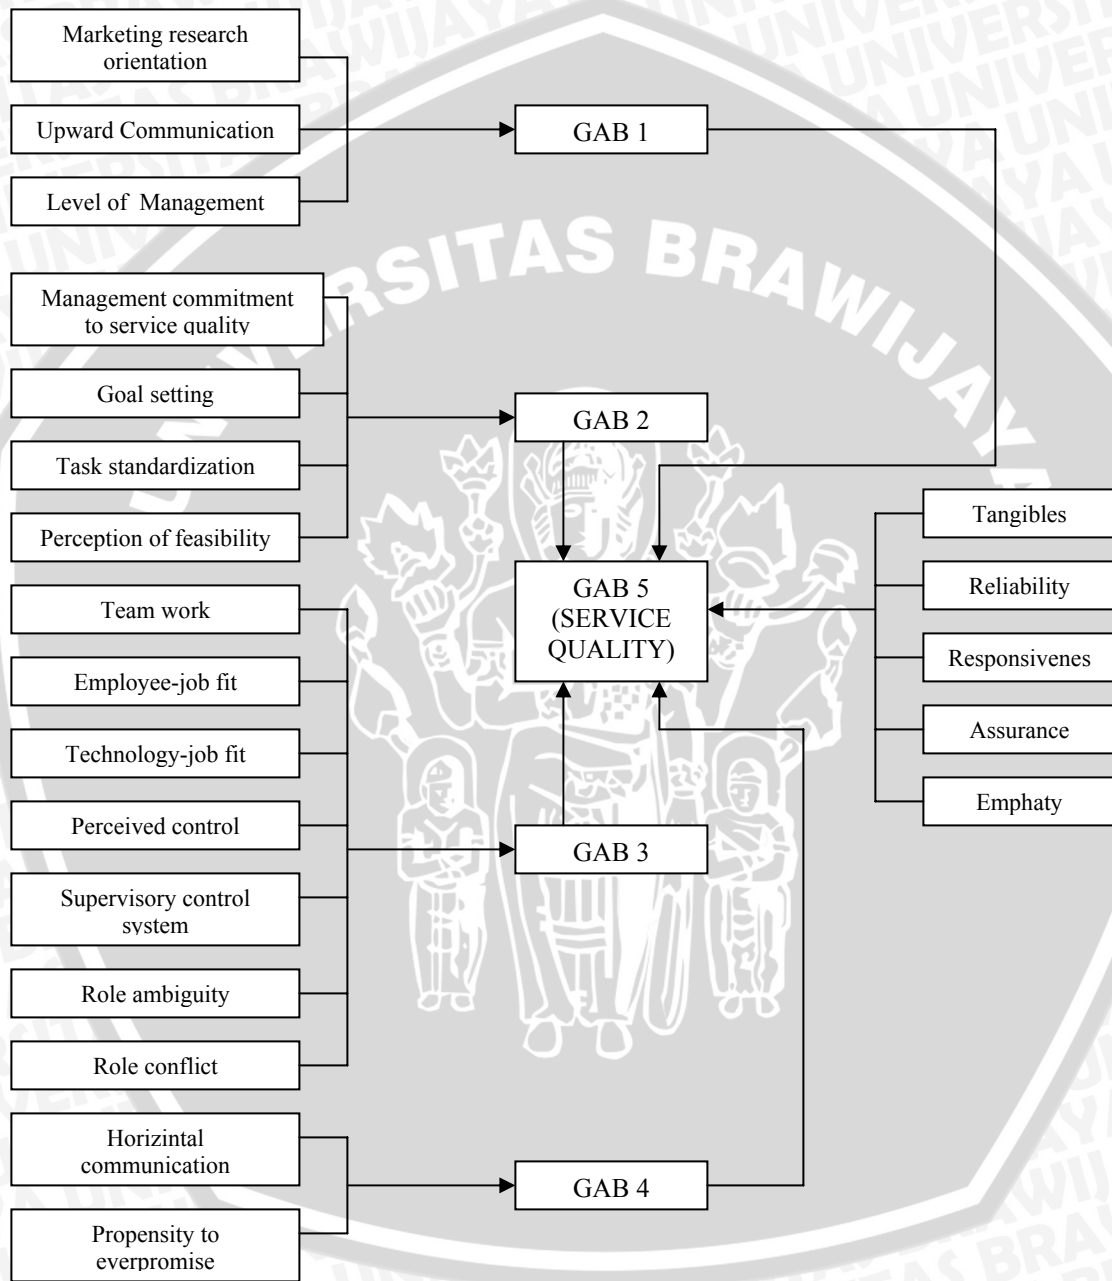 Marketing research
orientation
Upward Communication
Level of Management
GAB 1
Management commitment
to service quality
Goal setting
Task standardization
Perception of feasibility
GAB 2
Team work
Employee-job fit
Technology-job fit
Perceived control
Supervisory control
system
Role ambiguity
Role conflict
GAB 3
Horizintal
communication
Propensity to
everpromise
GAB 4
GAB 5
(SERVICE
QUALITY)
Tangibles
Reliability
Responsivenes
Assurance
Emphaty
UNIVERSITAS BRAWIJAYA